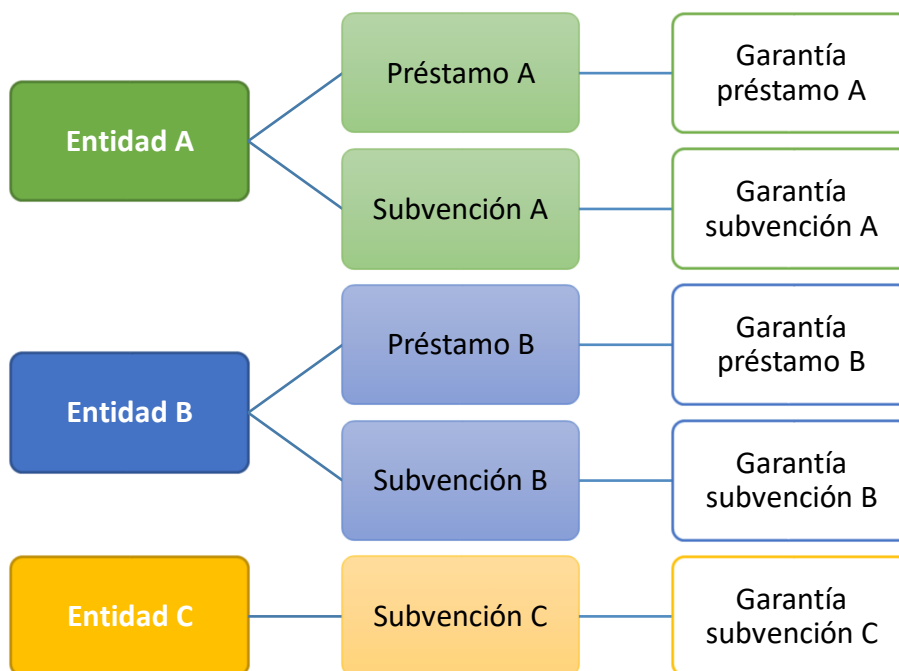 Entidad A
Préstamo A
Garantía
préstamo A
Subvención A
Garantía
subvención A
Entidad B
Préstamo B
Garantía
préstamo B
Subvención B
Garantía
subvención B
Entidad C
Subvención C
Garantía
subvención C